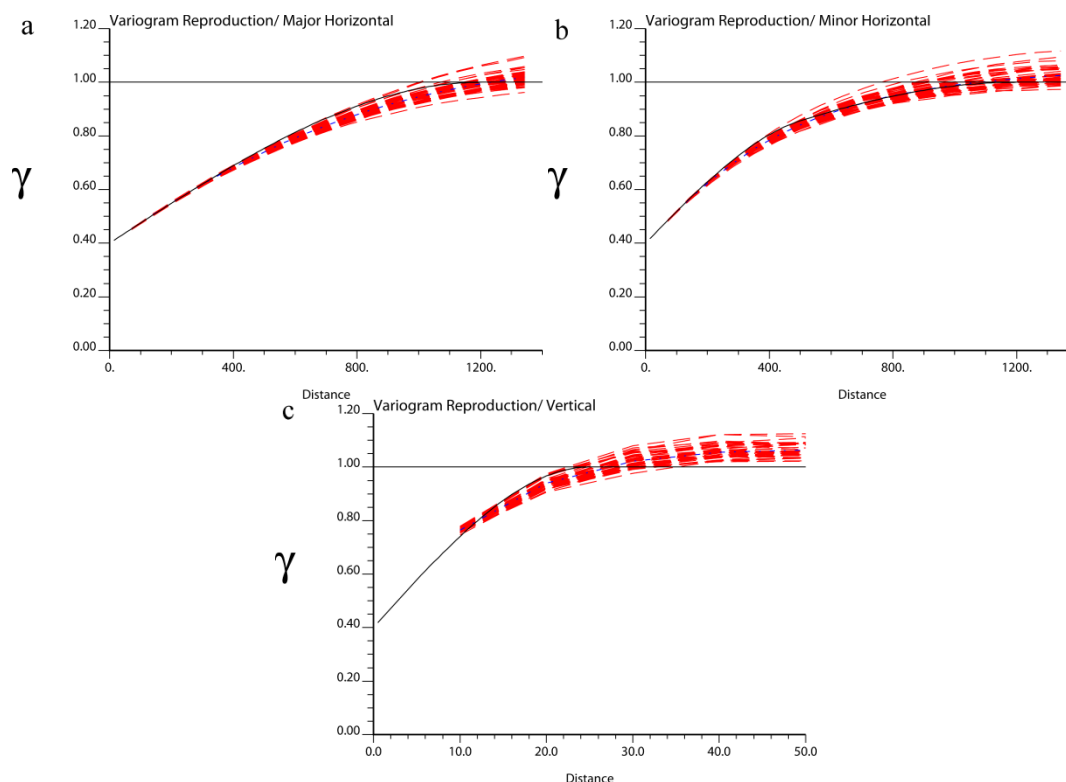 a
Variogram Reproduction/ Major Horizontal
1.20
1.00
0.80
0.60
0.40
0.20
0.00
γ
0.
400.
800.
1200.
Distance
b
Variogram Reproduction/ Minor Horizontal
1.20
1.00
0.80
0.60
0.40
0.20
0.00
γ
0.
400.
800.
1200.
Distance
c
Variogram Reproduction/ Vertical
1.20
1.00
0.80
0.60
0.40
0.20
0.00
γ
0.0
10.0
20.0
30.0
40.0
50.0
Distance